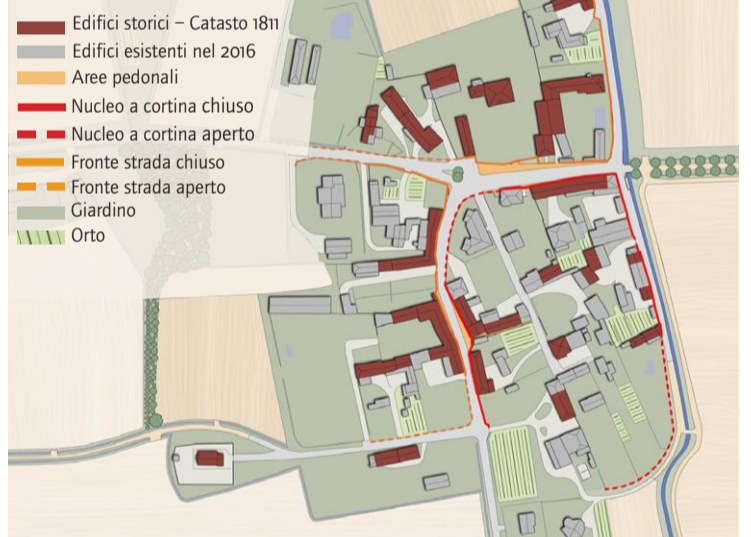 Edifici storici – Catasto 1811
Edifici esistenti nel 2016
Aree pedonali
Nucleo a cortina chiuso
Nucleo a cortina aperto
Fronte strada chiuso
Fronte strada aperto
Giardino
Orto